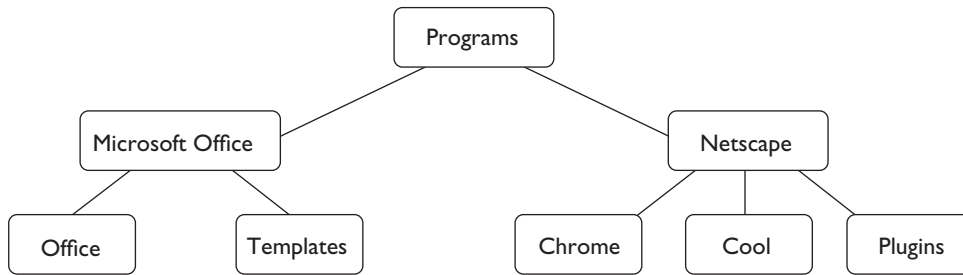 Programs
Microsoft Office
Netscape
Office
Templates
Chrome
Cool
Plugins